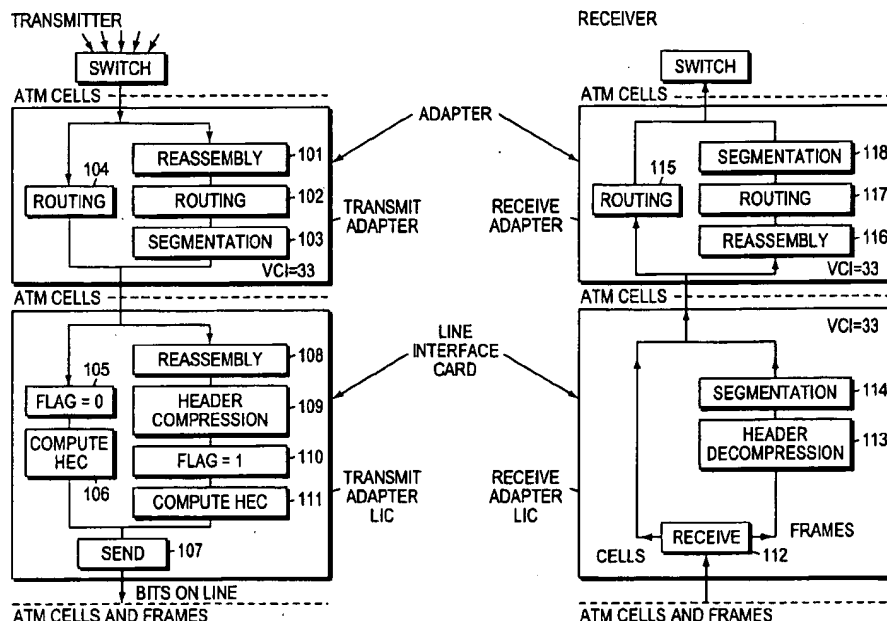 TRANSMITTER
RECEIVER
SWITCH
SWITCH
ATM CELLS
ATM CELLS
ADAPTER
REASSEMBLY 101
104
ROUTING
ROUTING 102
SEGMENTATION 103
VCI=33
TRANSMIT
ADAPTER
RECEIVE
ADAPTER
115
ROUTING
SEGMENTATION 118
ROUTING 117
REASSEMBLY 116
VCI=33
ATM CELLS
ATM CELLS
LINE
INTERFACE
CARD
REASSEMBLY 108
105
FLAG = 0
HEADER
COMPRESSION 109
COMPUTE
HEC
106
FLAG = 1 110
COMPUTE HEC 111
SEND 107
TRANSMIT
ADAPTER
LIC
RECEIVE
ADAPTER
LIC
VCI=33
SEGMENTATION 114
HEADER
DECOMPRESSION 113
CELLS
RECEIVE
112
FRAMES
BITS ON LINE
ATM CELLS AND FRAMES
ATM CELLS AND FRAMES